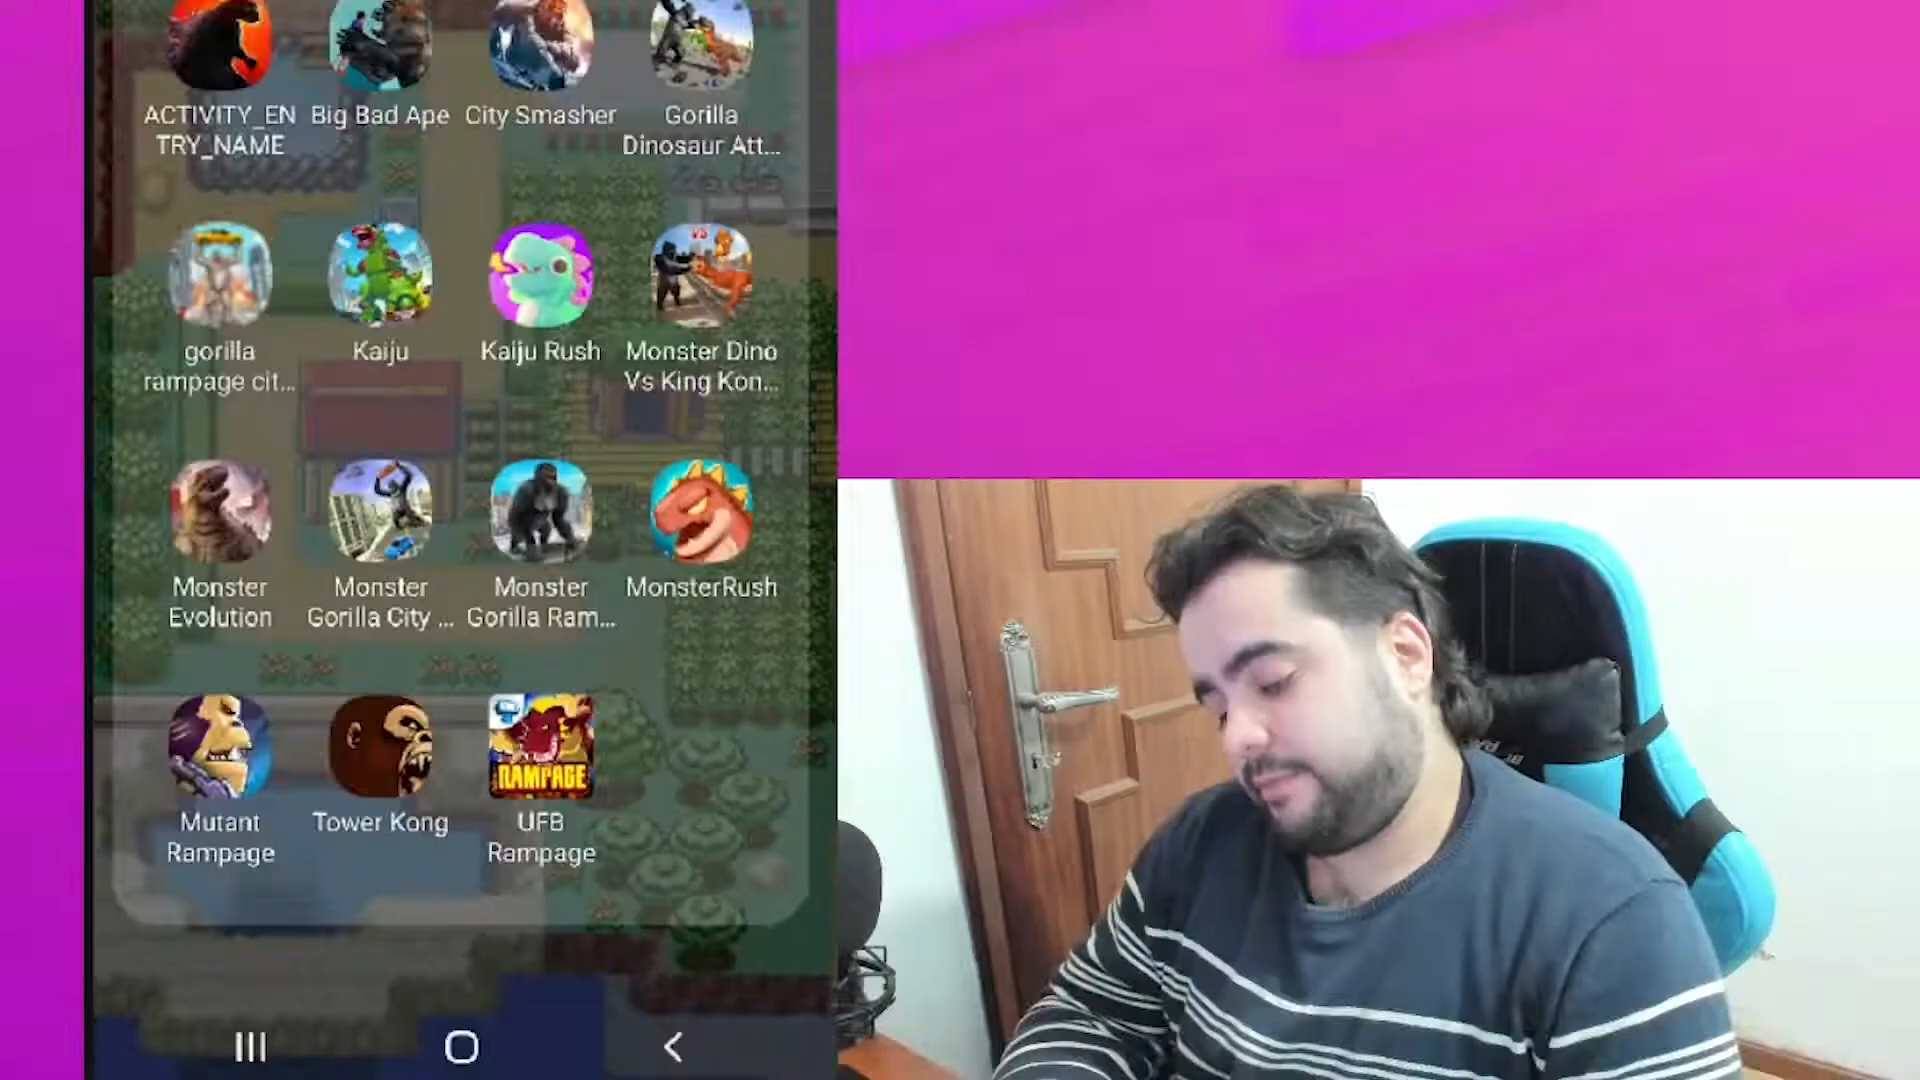 ACTIVITY_EN
TRY_NAME
Big Bad Ape
City Smasher
Gorilla
Dinosaur Att...
gorilla
rampage cit...
Kaiju
Kaiju Rush
VS
Monster Dino
Vs King Kon...
Monster
Evolution
Monster
Gorilla City ...
Monster
Gorilla Ram...
MonsterRush
RAMPAGE
Mutant
Rampage
Tower Kong
UFB
Rampage